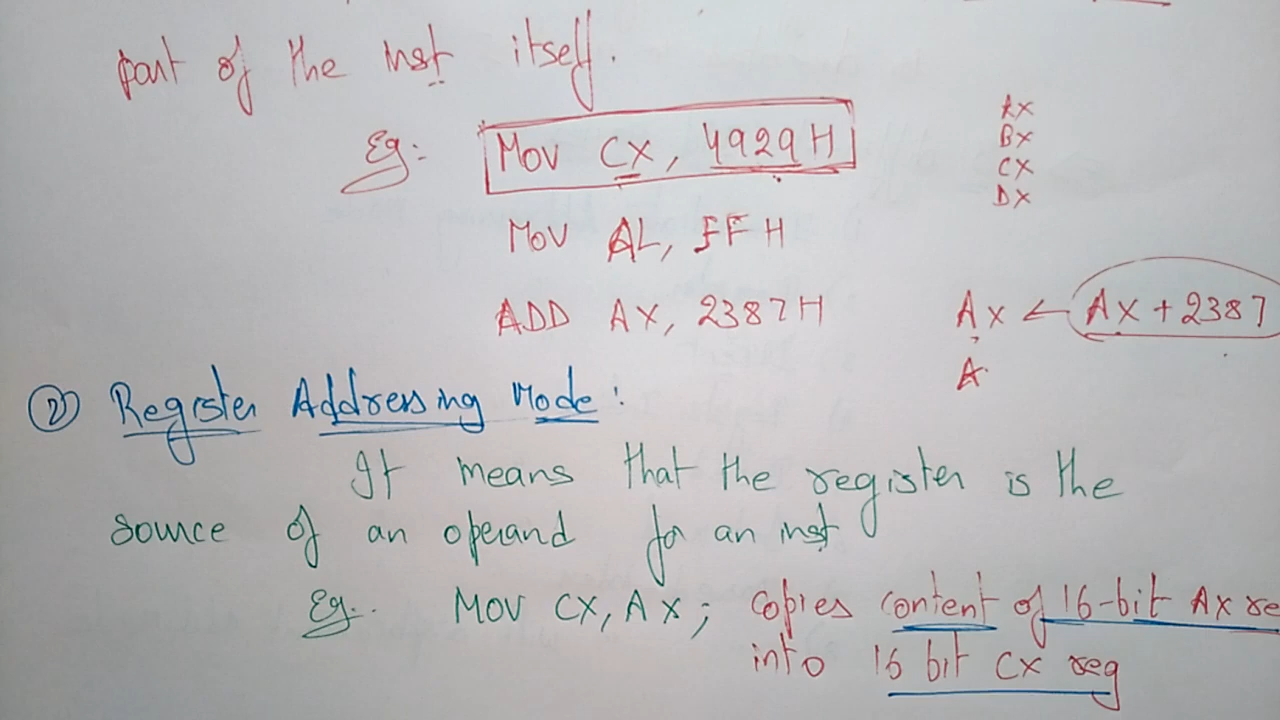 part of the inst itself.
Eg:- Mov CX, 4929H
AX
BX
CX
DX
Mov AL, FFH
ADD AX, 2387H
AX ← AX + 2387
A
② Register Addressing Mode:
It means that the register is the
source of an operand for an inst
Eg:- Mov CX, AX; copies content of 16-bit AX re
into 16 bit CX reg